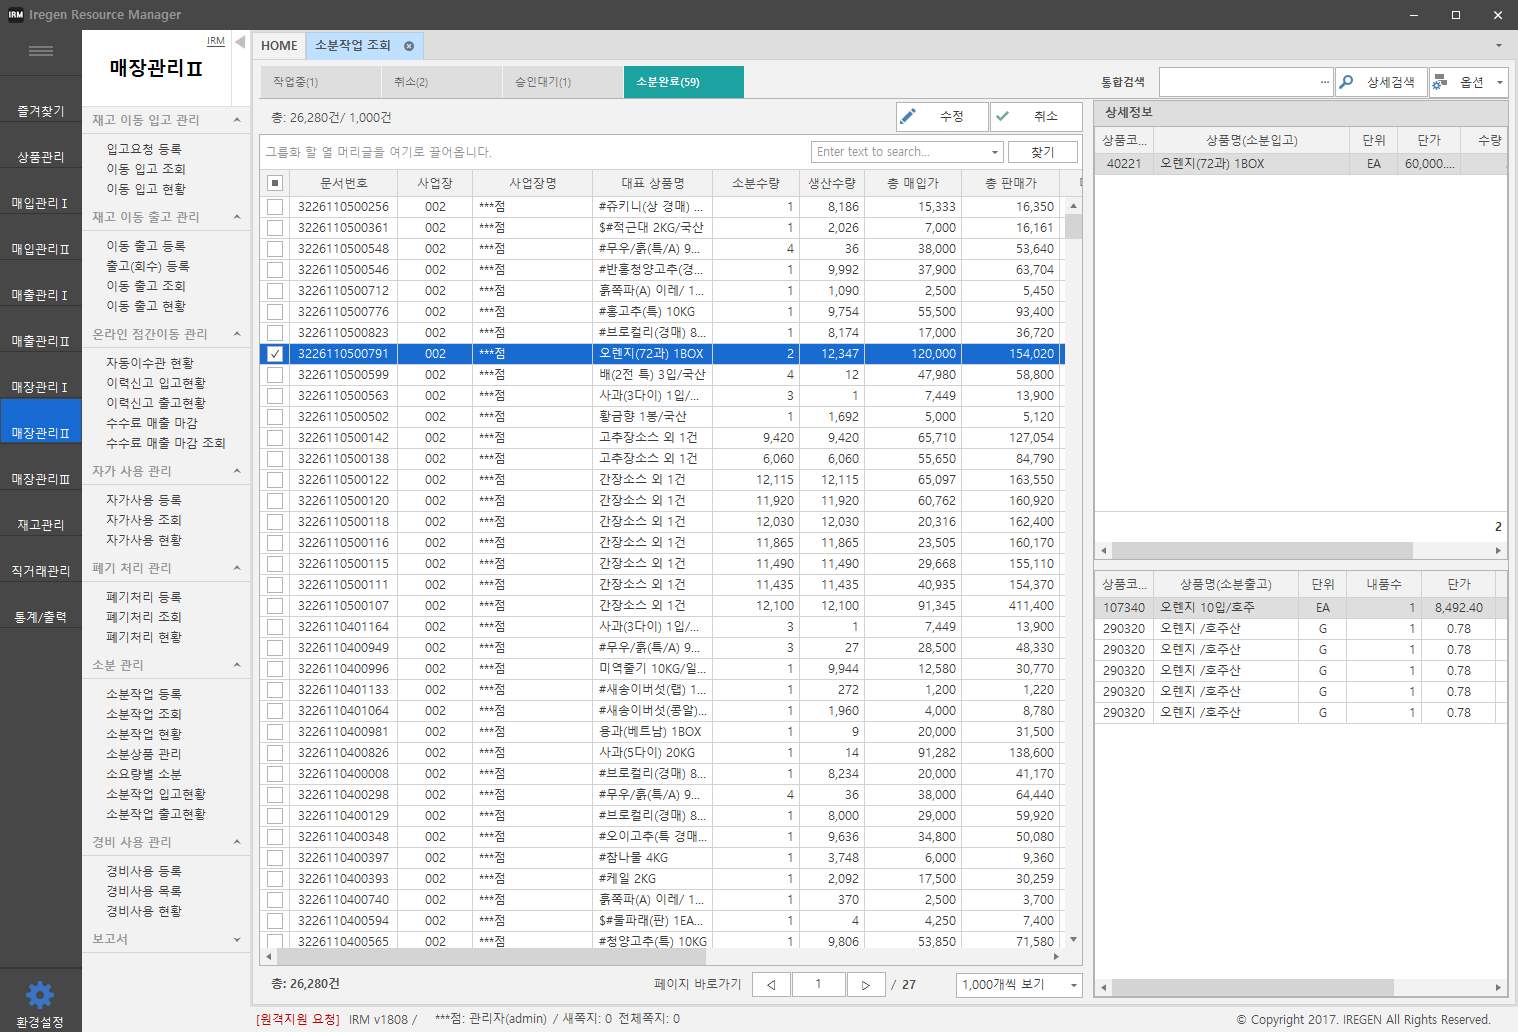 IRM Iregen Resource Manager
즐겨찾기
상품관리
매입관리Ⅰ
매입관리Ⅱ
매출관리Ⅰ
매출관리Ⅱ
매장관리Ⅰ
매장관리Ⅱ
매장관리Ⅲ
재고관리
직거래관리
통계/출력
환경설정
IRM
매장관리Ⅱ
재고 이동 입고 관리
입고요청 등록
이동 입고 조회
이동 입고 현황
재고 이동 출고 관리
이동 출고 등록
출고(회수) 등록
이동 출고 조회
이동 출고 현황
온라인 점간이동 관리
자동이수관 현황
이력신고 입고현황
이력신고 출고현황
수수료 매출 마감
수수료 매출 마감 조회
자가 사용 관리
자가사용 등록
자가사용 조회
자가사용 현황
폐기 처리 관리
폐기처리 등록
폐기처리 조회
폐기처리 현황
소분 관리
소분작업 등록
소분작업 조회
소분작업 현황
소분상품 관리
소요량별 소분
소분작업 입고현황
소분작업 출고현황
경비 사용 관리
경비사용 등록
경비사용 목록
경비사용 현황
보고서
HOME 소분작업 조회
작업중(1) 취소(2) 승인대기(1) 소분완료(59)
통합검색 ... 상세검색 옵션
총: 26,280건/ 1,000건 수정 취소
그룹화 할 열 머리글을 여기로 끌어옵니다. Enter text to search... 찾기
문서번호 사업장 사업장명 대표 상품명 소분수량 생산수량 총 매입가 총 판매가
3226110500256 002 ***점 #쥬키니(상 경매) ... 1 8,186 15,333 16,350
3226110500361 002 ***점 $#적근대 2KG/국산 1 2,026 7,000 16,161
3226110500548 002 ***점 #무우/흙(특/A) 9... 4 36 38,000 53,640
3226110500546 002 ***점 #반홍청양고추(경... 1 9,992 37,900 63,704
3226110500712 002 ***점 흙쪽파(A) 이레/ 1... 1 1,090 2,500 5,450
3226110500776 002 ***점 #홍고추(특) 10KG 1 9,754 55,500 93,400
3226110500823 002 ***점 #브로컬리(경매) 8... 1 8,174 17,000 36,720
3226110500791 002 ***점 오렌지(72과) 1BOX 2 12,347 120,000 154,020
3226110500599 002 ***점 배(2전 특) 3입/국산 4 12 47,980 58,800
3226110500563 002 ***점 사과(3다이) 1입/... 3 1 7,449 13,900
3226110500502 002 ***점 황금향 1봉/국산 1 1,692 5,000 5,120
3226110500142 002 ***점 고추장소스 외 1건 9,420 9,420 65,710 127,054
3226110500138 002 ***점 고추장소스 외 1건 6,060 6,060 55,650 84,790
3226110500122 002 ***점 간장소스 외 1건 12,115 12,115 65,097 163,550
3226110500120 002 ***점 간장소스 외 1건 11,920 11,920 60,762 160,920
3226110500118 002 ***점 간장소스 외 1건 12,030 12,030 20,316 162,400
3226110500116 002 ***점 간장소스 외 1건 11,865 11,865 23,505 160,170
3226110500115 002 ***점 간장소스 외 1건 11,490 11,490 29,668 155,110
3226110500111 002 ***점 간장소스 외 1건 11,435 11,435 40,935 154,370
3226110500107 002 ***점 간장소스 외 1건 12,100 12,100 91,345 411,400
3226110401164 002 ***점 사과(3다이) 1입/... 3 1 7,449 13,900
3226110400949 002 ***점 #무우/흙(특/A) 9... 3 27 28,500 48,330
3226110400996 002 ***점 미역줄기 10KG/일... 1 9,944 12,580 30,770
3226110401133 002 ***점 #새송이버섯(랩) 1... 1 272 1,200 1,220
3226110401064 002 ***점 #새송이버섯(콩알)... 1 1,960 4,000 8,780
3226110400981 002 ***점 용과(베트남) 1BOX 1 9 20,000 31,500
3226110400826 002 ***점 사과(5다이) 20KG 1 14 91,282 138,600
3226110400008 002 ***점 #브로컬리(경매) 8... 1 8,234 20,000 41,170
3226110400298 002 ***점 #무우/흙(특/A) 9... 4 36 38,000 64,440
3226110400129 002 ***점 #브로컬리(경매) 8... 1 8,000 29,000 59,920
3226110400348 002 ***점 #오이고추(특 경매... 1 9,636 34,800 50,080
3226110400397 002 ***점 #참나물 4KG 1 3,748 6,000 9,360
3226110400393 002 ***점 #케일 2KG 1 2,092 17,500 30,259
3226110400740 002 ***점 흙쪽파(A) 이레/ 1... 1 370 2,500 3,700
3226110400594 002 ***점 $#물파래(판) 1EA... 1 4 4,250 7,400
3226110400565 002 ***점 #청양고추(특) 10KG 1 9,806 53,850 71,580
총: 26,280건 페이지 바로가기 1 / 27 1,000개씩 보기
상세정보
상품코... 상품명(소분입고) 단위 단가 수량
40221 오렌지(72과) 1BOX EA 60,000....
2
상품코... 상품명(소분출고) 단위 내품수 단가
107340 오렌지 10입/호주 EA 1 8,492.40
290320 오렌지 /호주산 G 1 0.78
290320 오렌지 /호주산 G 1 0.78
290320 오렌지 /호주산 G 1 0.78
290320 오렌지 /호주산 G 1 0.78
290320 오렌지 /호주산 G 1 0.78
[원격지원 요청] IRM v1808 / ***점: 관리자(admin) / 새쪽지: 0 전체쪽지: 0 © Copyright 2017. IREGEN All Rights Reserved.